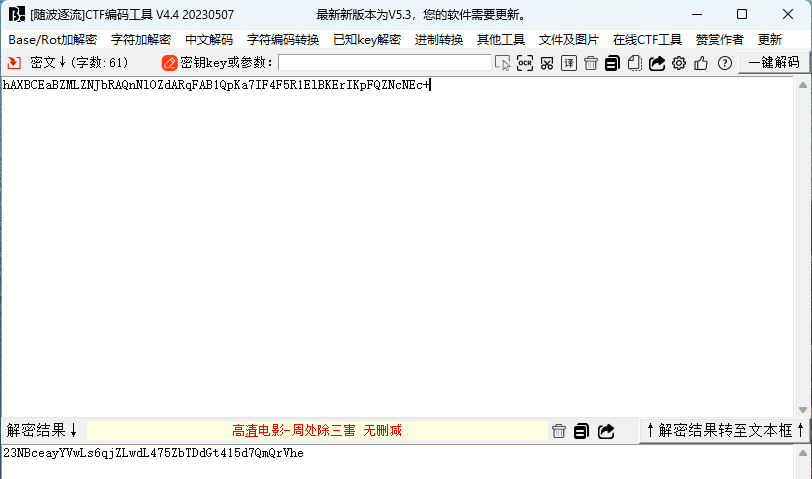 [随波逐流]CTF编码工具 V4.4 20230507 最新新版本为V5.3，您的软件需要更新。
Base/Rot加解密 字符加解密 中文解码 字符编码转换 已知key解密 进制转换 其他工具 文件及图片 在线CTF工具 赞赏作者 更新
密文↓(字数:61) 密钥key或参数: OCR 译 一键解码
hAXBCEaBZMLZNJbRAQnNlOZdARqFAB1QpKa7IF4F5R1ElBKErIKpFQZNcNEc+
解密结果↓ 高清电影-周处除三害 无删减 ↑解密结果转至文本框↑
23NBceayYVwLs6qjZLwdL475ZbTDdGt415d7QmQrVhe